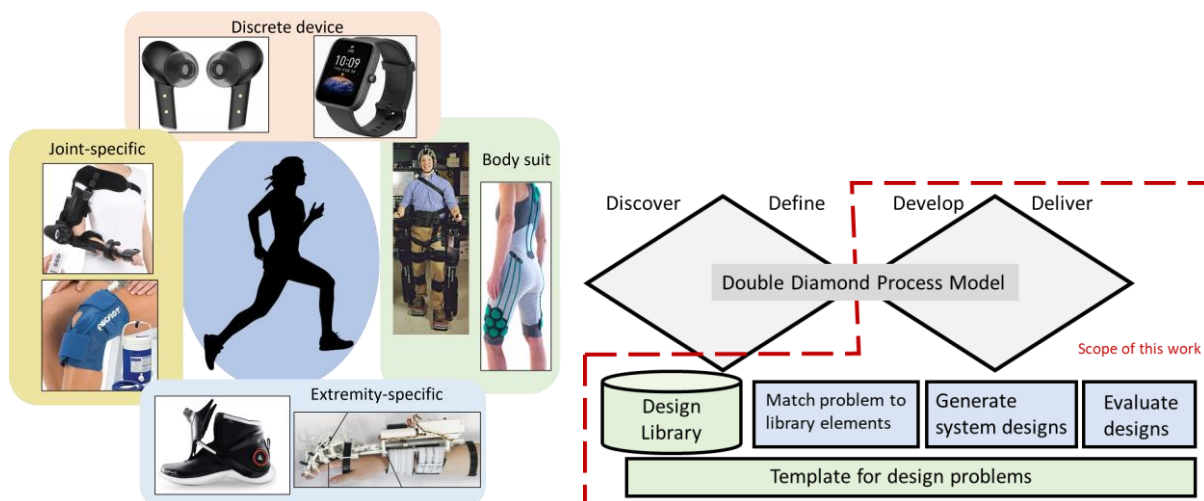 Discrete device
10:09
Joint-specific
Body suit
AIRCAST
Extremity-specific
Discover
Define
Develop
Deliver
Double Diamond Process Model
Scope of this work
Design
Library
Match problem to
library elements
Generate
system designs
Evaluate
designs
Template for design problems